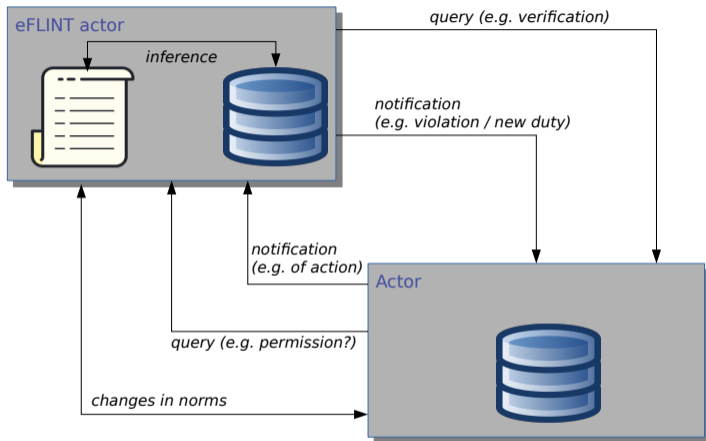 query (e.g. verification)
eFLINT actor
inference
notification
(e.g. violation / new duty)
notification
(e.g. of action)
Actor
query (e.g. permission?)
changes in norms